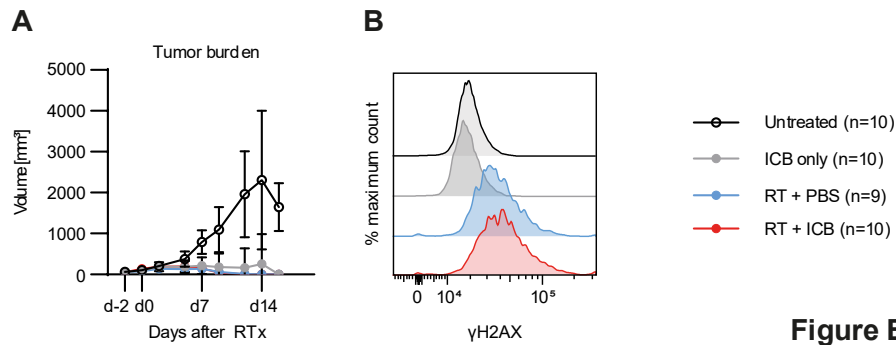 A
B
Tumor burden
5000
4000
3000
2000
1000
0
Volume [mm³]
d-2 d0 d7 d14
Days after RTx
% maximum count
0 10⁴ 10⁵
γH2AX
Untreated (n=10)
ICB only (n=10)
RT + PBS (n=9)
RT + ICB (n=10)
Figure E